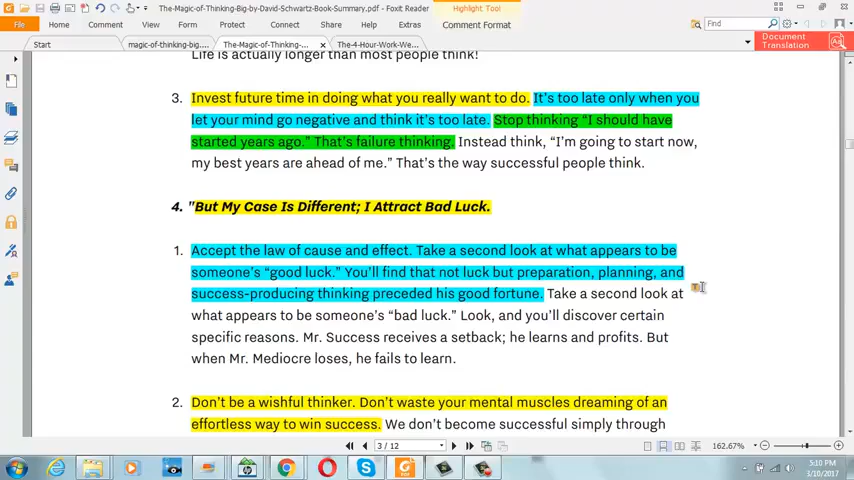 The-Magic-of-Thinking-Big-by-David-Schwartz-Book-Summary.pdf - Foxit Reader
Highlight Tool
File Home Comment View Form Protect Connect Share Help Extras Comment Format
Find
Start magic-of-thinking-big-... The-Magic-of-Thinking-... The-4-Hour-Work-We...
Document
Translation
Life is actually longer than most people think!
3. Invest future time in doing what you really want to do. It's too late only when you
let your mind go negative and think it's too late. Stop thinking "I should have
started years ago." That's failure thinking. Instead think, "I'm going to start now,
my best years are ahead of me." That's the way successful people think.
4. "But My Case Is Different; I Attract Bad Luck.
1. Accept the law of cause and effect. Take a second look at what appears to be
someone's "good luck." You'll find that not luck but preparation, planning, and
success-producing thinking preceded his good fortune. Take a second look at
what appears to be someone's "bad luck." Look, and you'll discover certain
specific reasons. Mr. Success receives a setback; he learns and profits. But
when Mr. Mediocre loses, he fails to learn.
2. Don't be a wishful thinker. Don't waste your mental muscles dreaming of an
effortless way to win success. We don't become successful simply through
3 / 12
162.67%
5:10 PM
3/10/2017